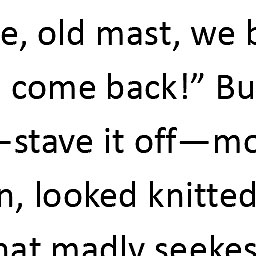 e, old mast, we b
come back!” Bu
—stave it off—mo
n, looked knitted
hat madly seekes